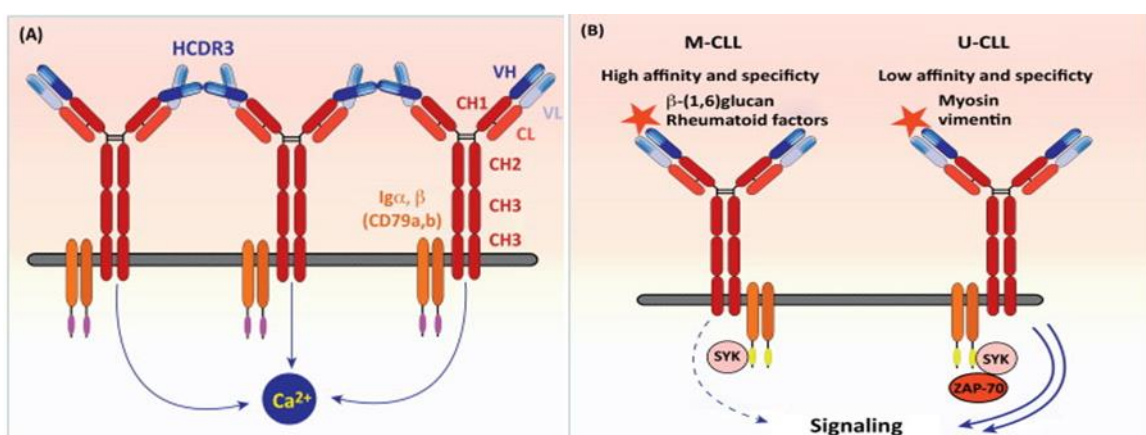 (A)
HCDR3
VH
VL
CH1
CL
CH2
Igα, β
(CD79a,b)
CH3
CH3
Ca²⁺
(B)
M-CLL
U-CLL
High affinity and specificty
Low affinity and specificty
β-(1,6)glucan
Rheumatoid factors
Myosin
vimentin
SYK
SYK
ZAP-70
Signaling